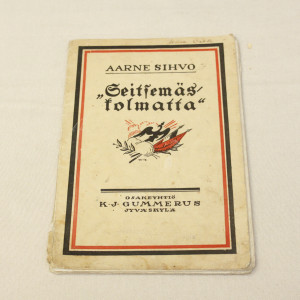 AARNE SIHVO
„Seitsemäs/
kolmatta“
OSAKEYHTIÖ
K·J·GUMMERUS
JYVÄSKYLÄ